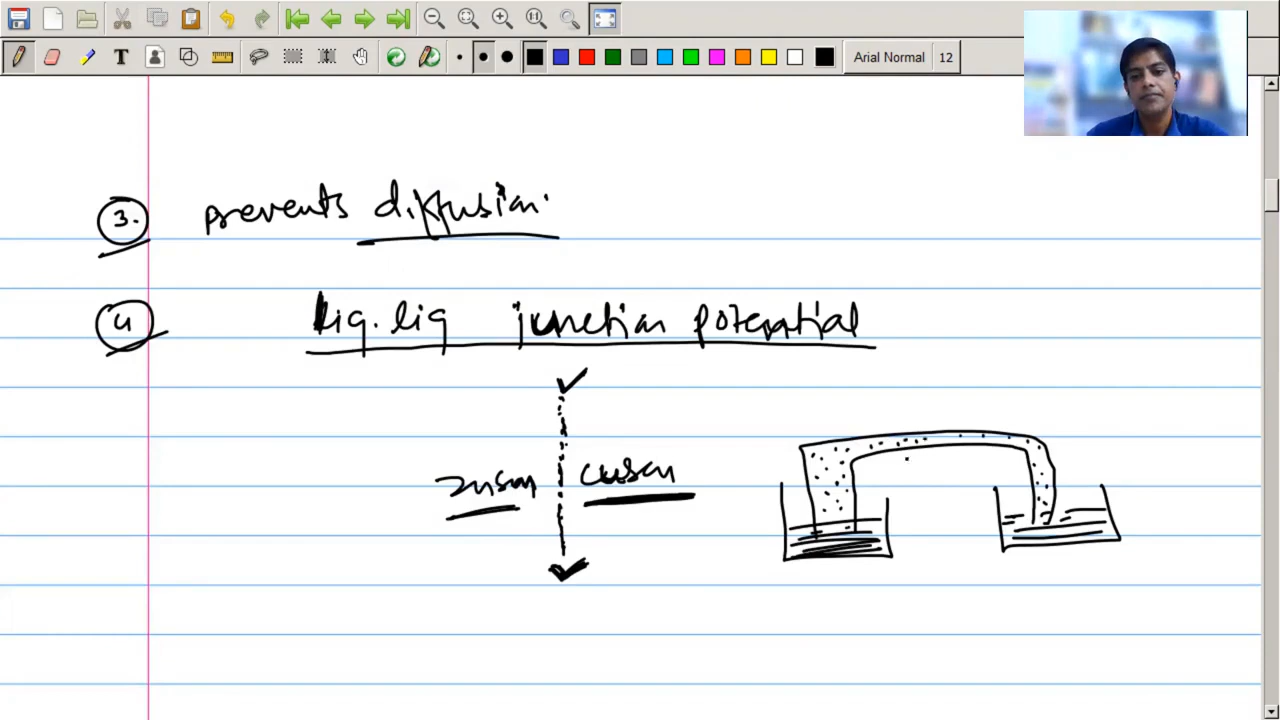 Arial Normal 12
3. prevents diffusion.
4 Liq. liq junction potential
ZnSO4 CuSO4